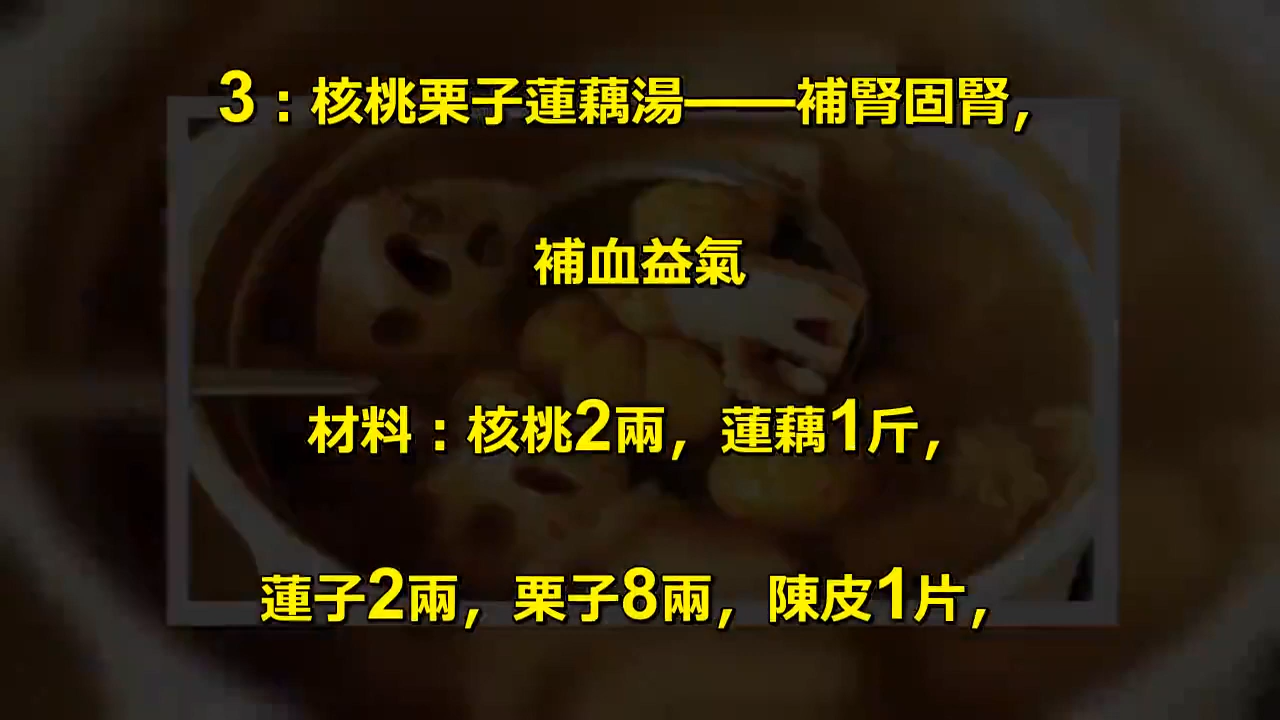 3：核桃栗子蓮藕湯——補腎固腎，
補血益氣
材料：核桃2兩，蓮藕1斤，
蓮子2兩，栗子8兩，陳皮1片，